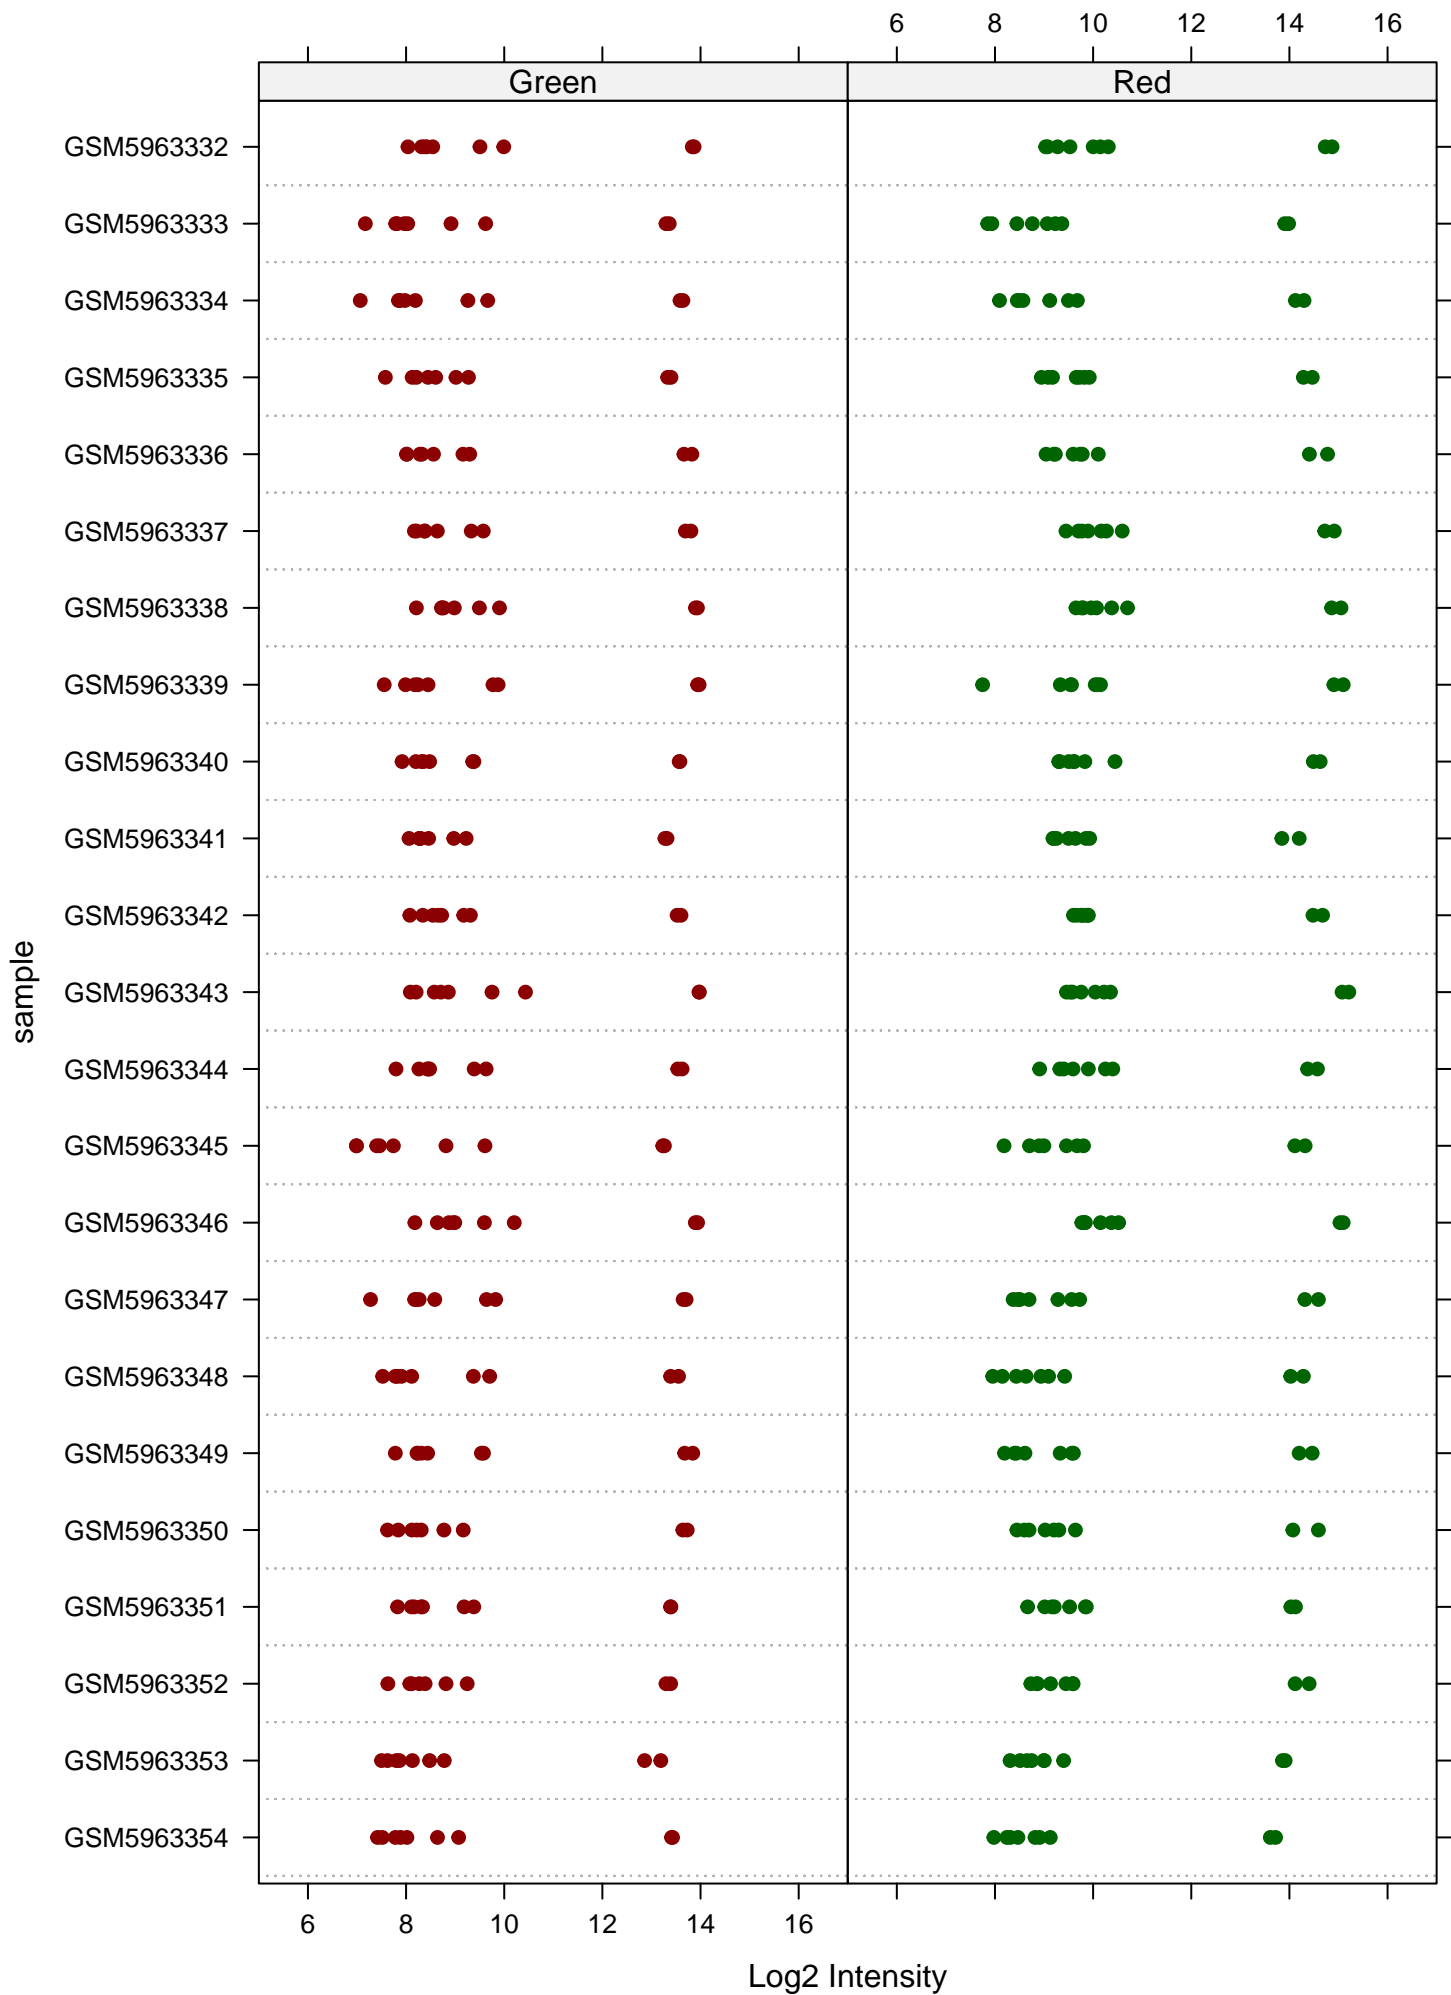 6 8 10 12 14 16
Green Red
GSM5963332
GSM5963333
GSM5963334
GSM5963335
GSM5963336
GSM5963337
GSM5963338
GSM5963339
GSM5963340
GSM5963341
GSM5963342
GSM5963343
GSM5963344
GSM5963345
GSM5963346
GSM5963347
GSM5963348
GSM5963349
GSM5963350
GSM5963351
GSM5963352
GSM5963353
GSM5963354
sample
6 8 10 12 14 16
Log2 Intensity